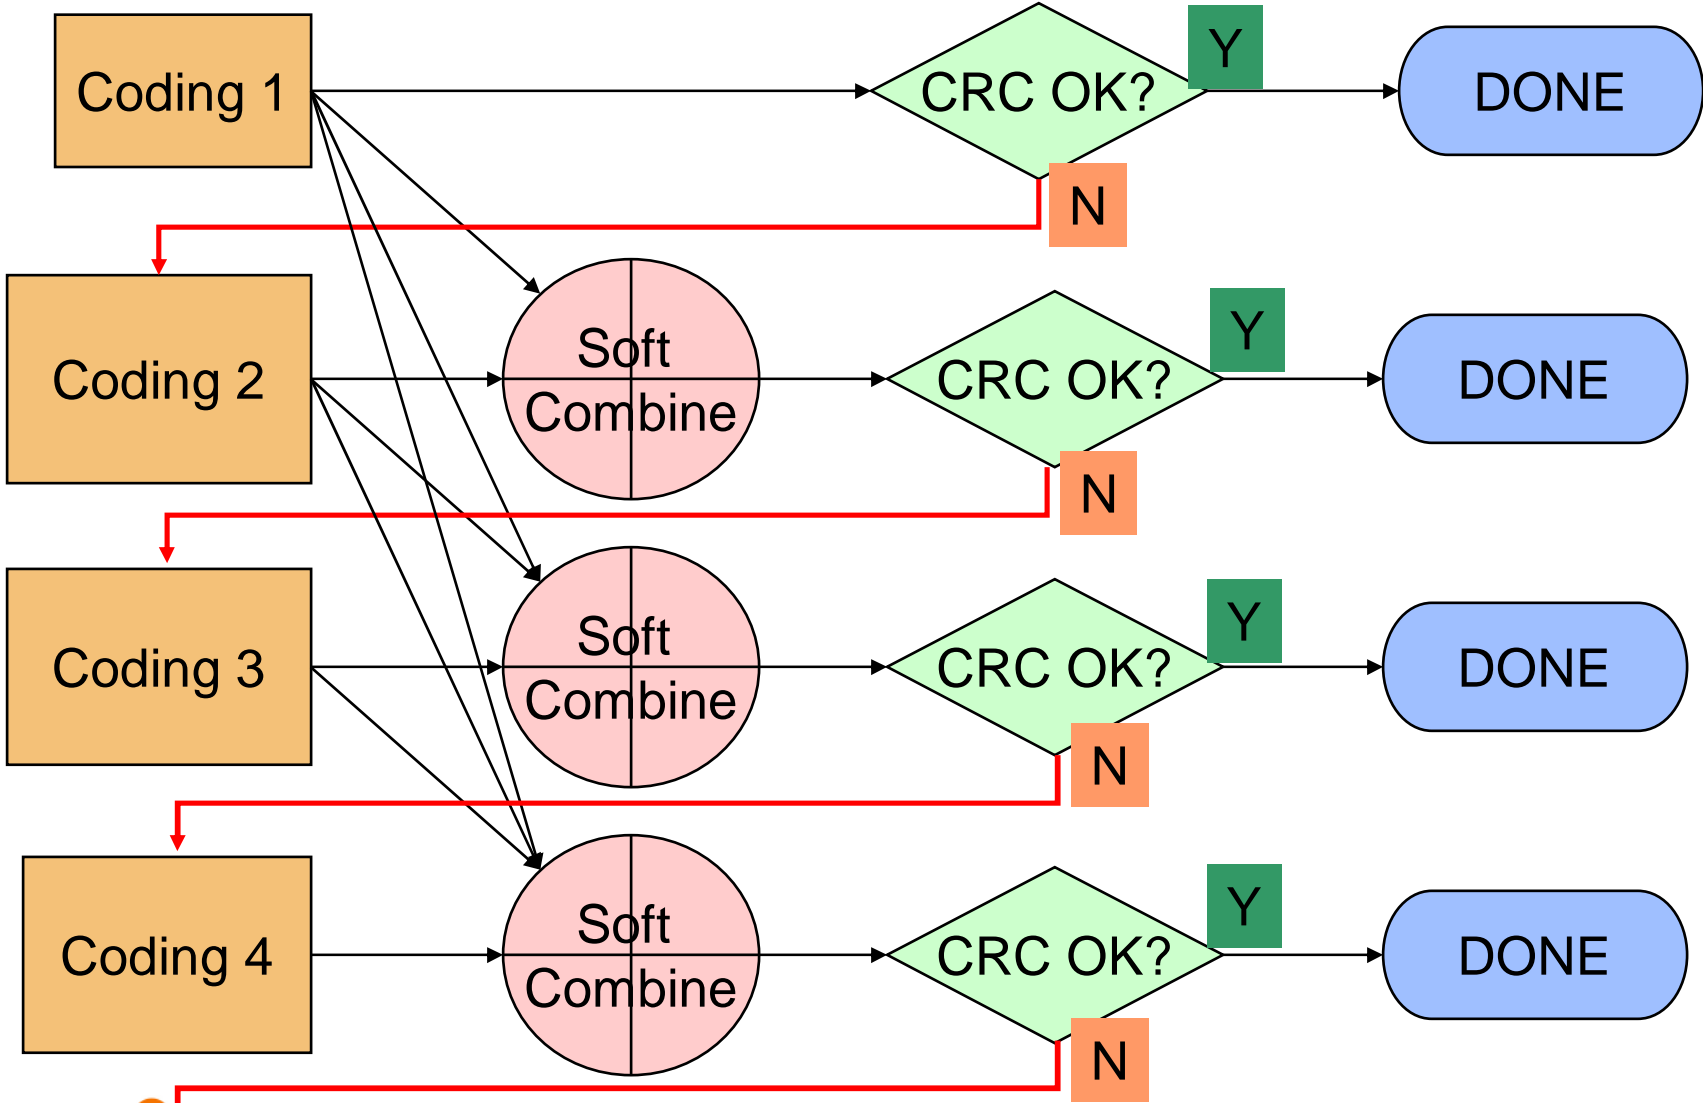 Coding 1
CRC OK?
Y
DONE
N
Coding 2
Soft
Combine
CRC OK?
Y
DONE
N
Coding 3
Soft
Combine
CRC OK?
Y
DONE
N
Coding 4
Soft
Combine
CRC OK?
Y
DONE
N